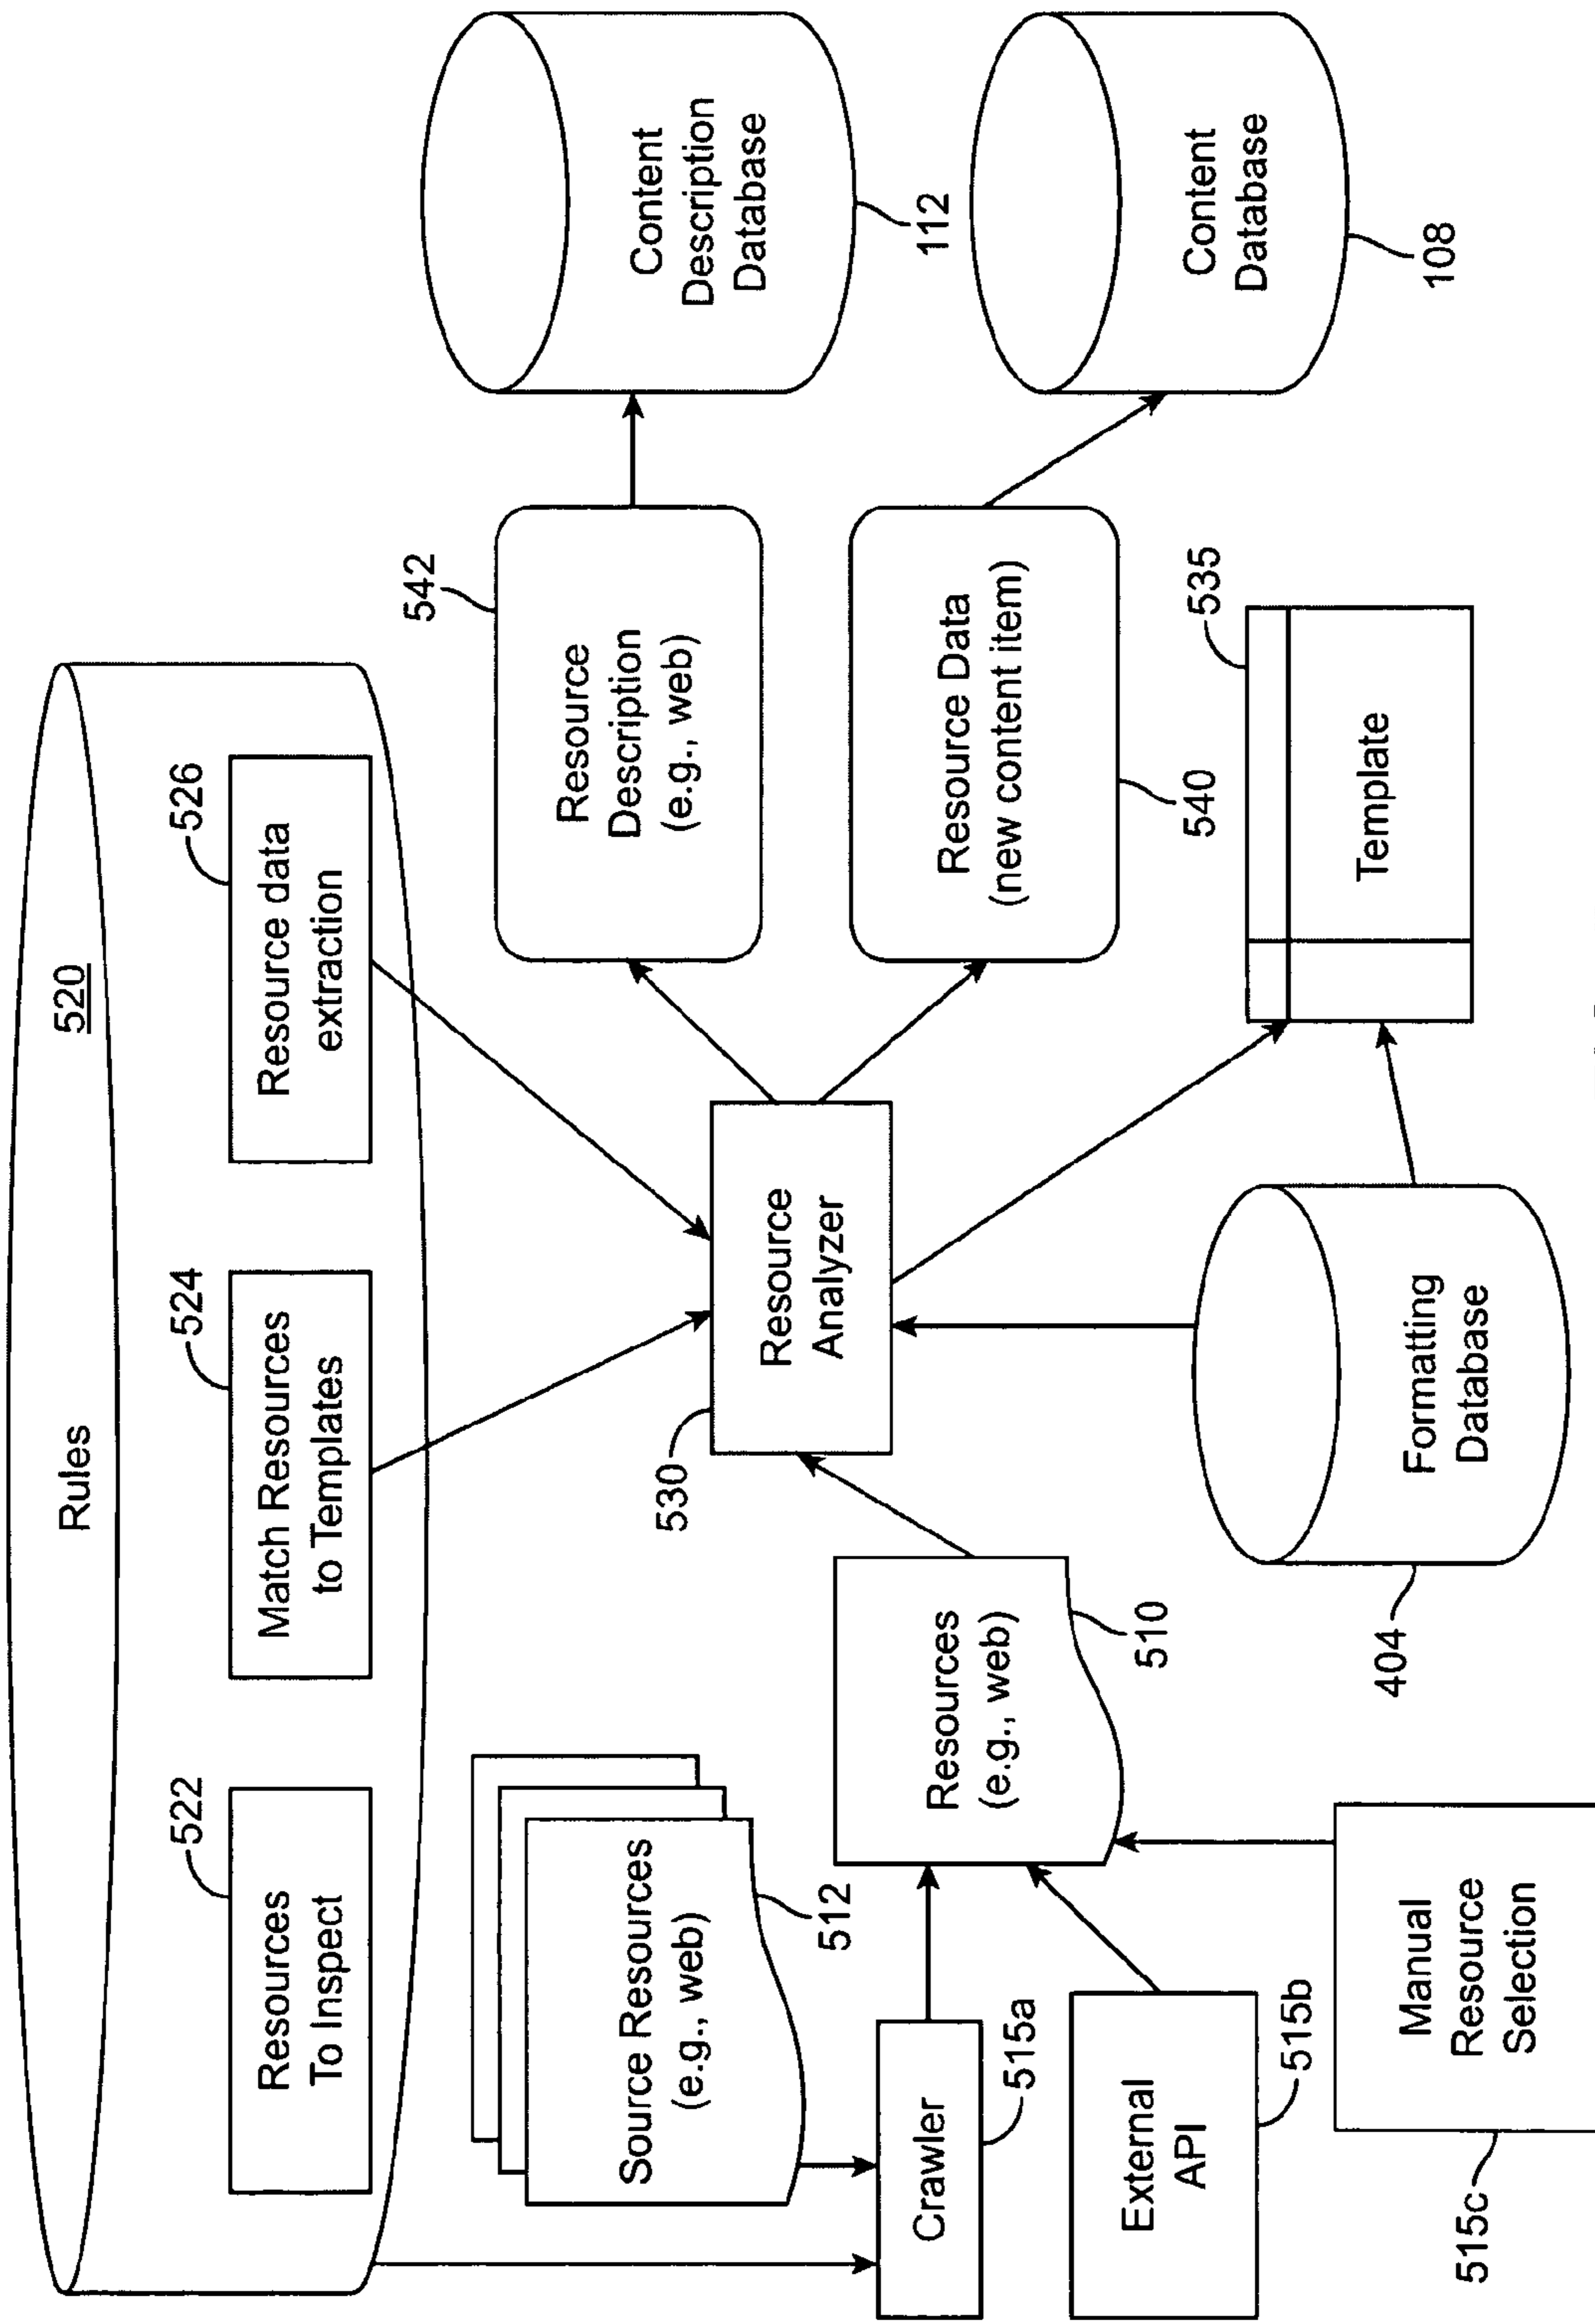 Rules
520
522
524
526
Resources
To Inspect
Match Resources
to Templates
Resource data
extraction
Source Resources
(e.g., web)
512
Crawler
515a
External
API
515b
Manual
Resource
Selection
515c
Resources
(e.g., web)
510
530
Resource
Analyzer
Formatting
Database
404
542
Resource
Description
(e.g., web)
Resource Data
(new content item)
540
535
Template
Content
Description
Database
112
Content
Database
108